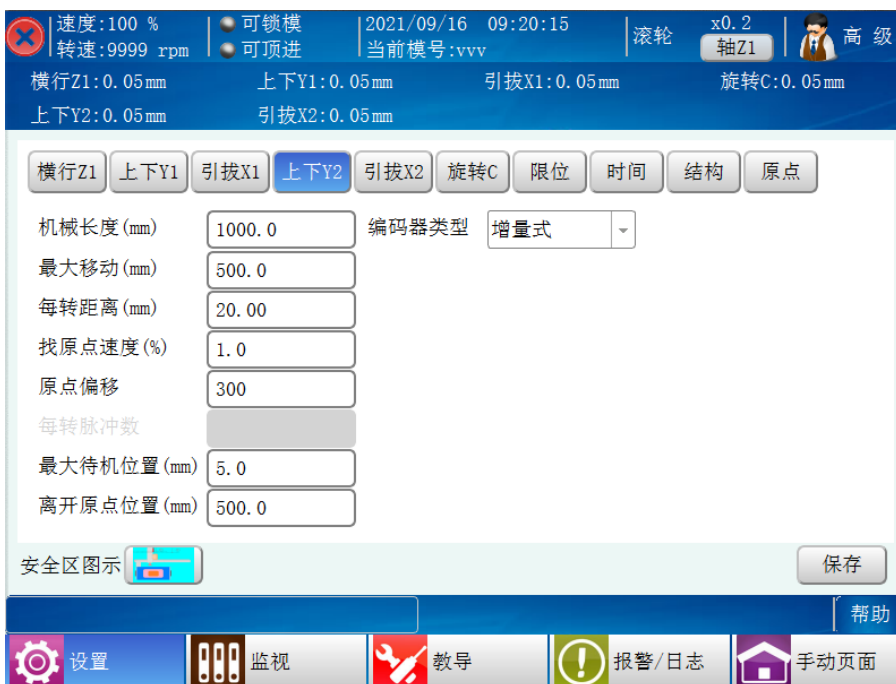 速度:100 % 可锁模 2021/09/16 09:20:15 滚轮 x0.2 高 级
转速:9999 rpm 可顶进 当前模号:vvv 轴Z1
横行Z1:0.05mm 上下Y1:0.05mm 引拔X1:0.05mm 旋转C:0.05mm
上下Y2:0.05mm 引拔X2:0.05mm
横行Z1 上下Y1 引拔X1 上下Y2 引拔X2 旋转C 限位 时间 结构 原点
机械长度(mm) 1000.0 编码器类型 增量式
最大移动(mm) 500.0
每转距离(mm) 20.00
找原点速度(%) 1.0
原点偏移 300
每转脉冲数
最大待机位置(mm) 5.0
离开原点位置(mm) 500.0
安全区图示 保存
帮助
设置 监视 教导 报警/日志 手动页面